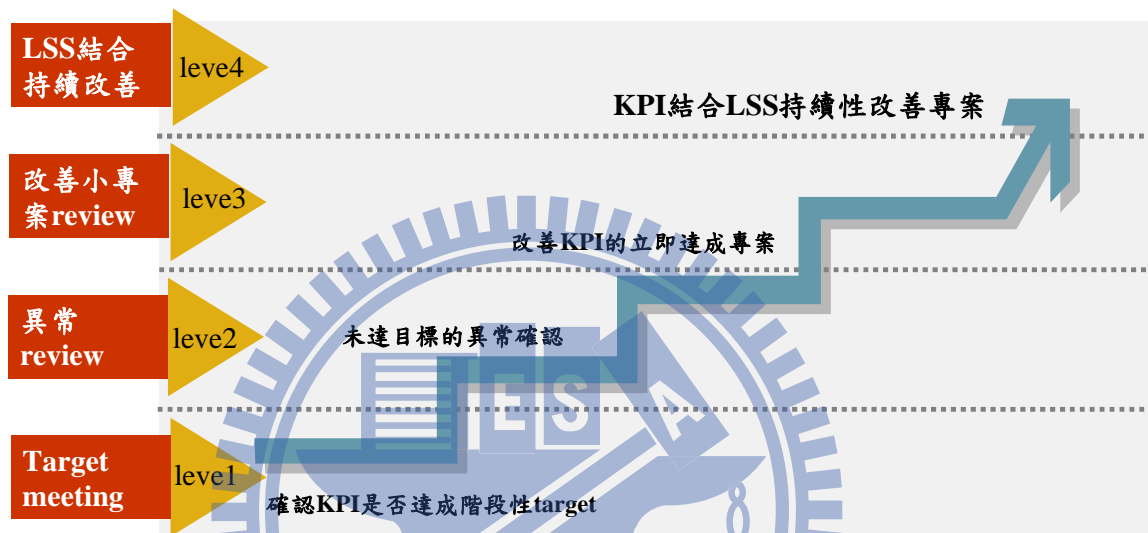 LSS結合
持續改善
leve4
KPI結合LSS持續性改善專案
改善小專
案review
leve3
改善KPI的立即達成專案
異常
review
leve2
未達目標的異常確認
E S A
Target
meeting
leve1
確認KPI是否達成階段性target
8